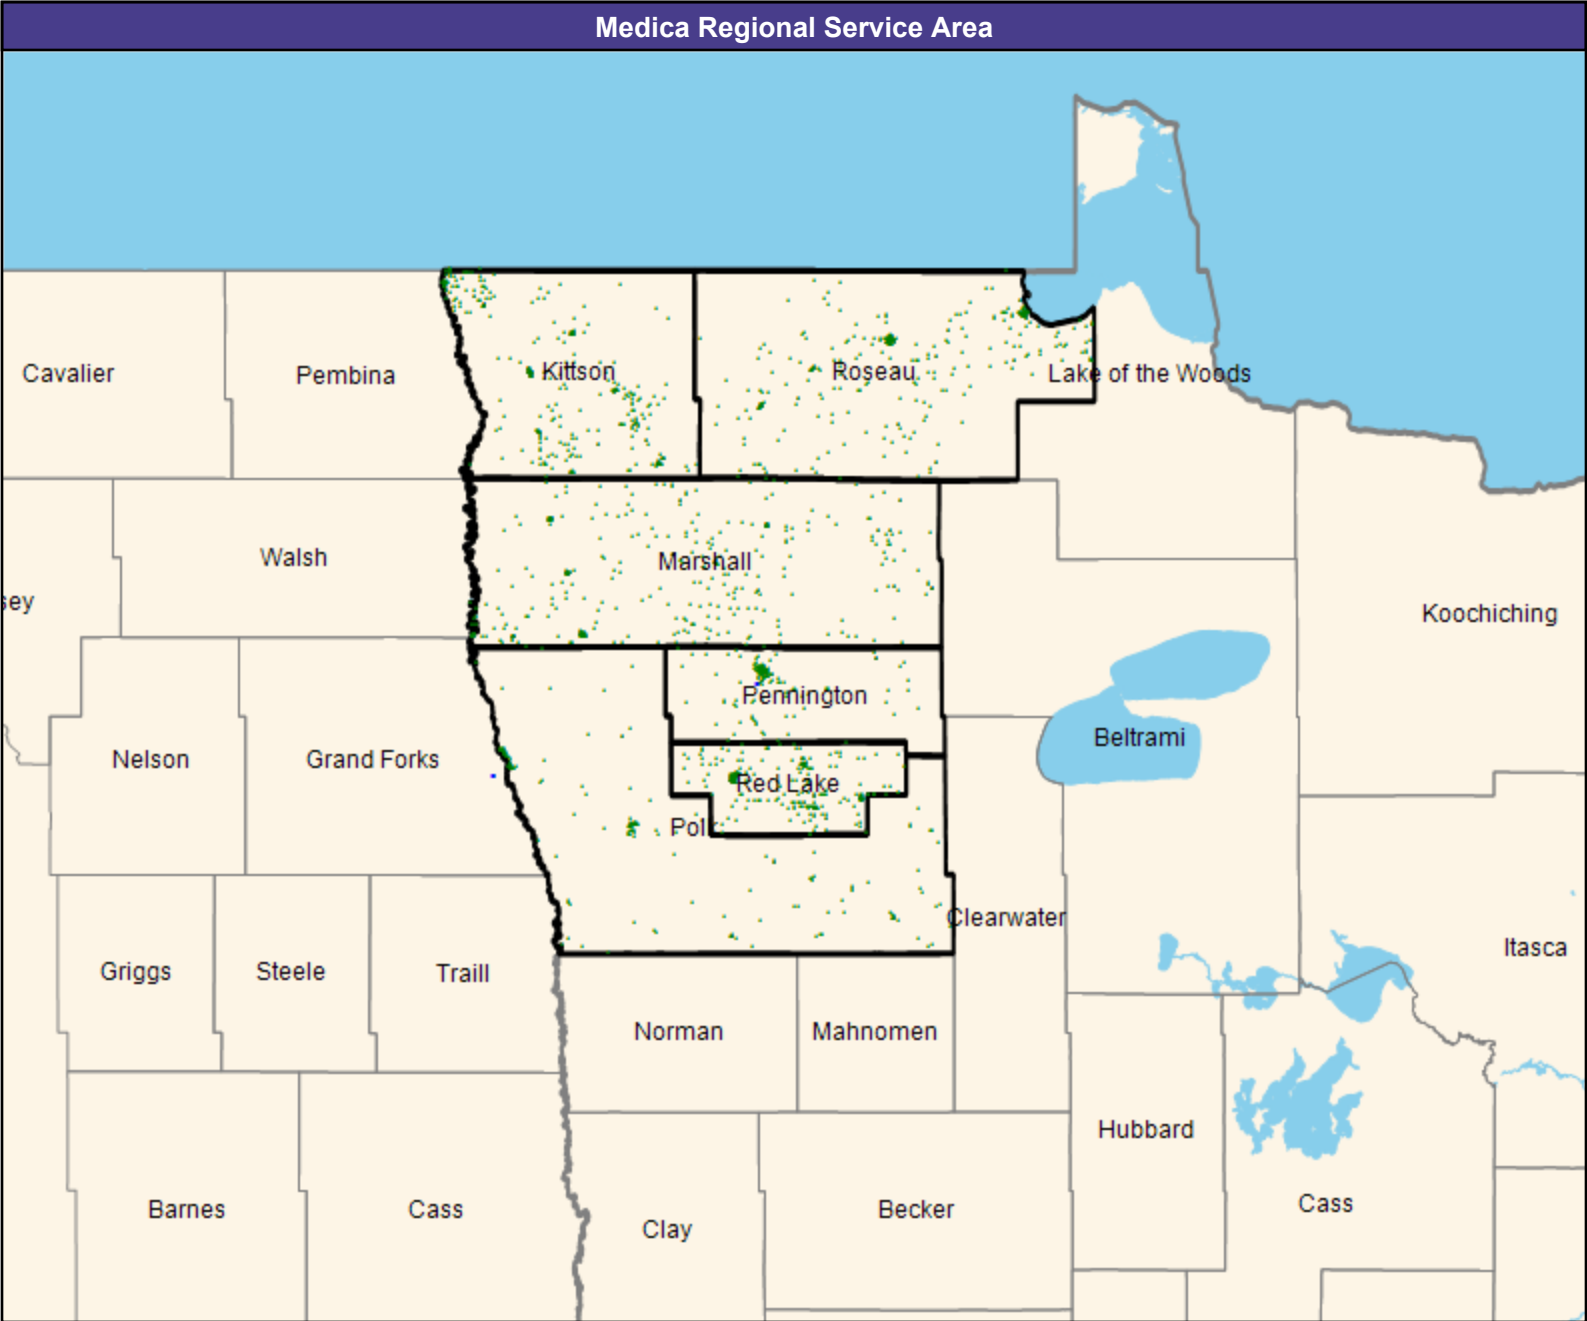 Medica Regional Service Area
Cavalier
Pembina
Kittson
Roseau
Lake of the Woods
Walsh
Marshall
sey
Koochiching
Pennington
Nelson
Grand Forks
Beltrami
Red Lake
Pol
Clearwater
Griggs
Steele
Traill
Itasca
Norman
Mahnomen
Hubbard
Barnes
Cass
Clay
Becker
Cass